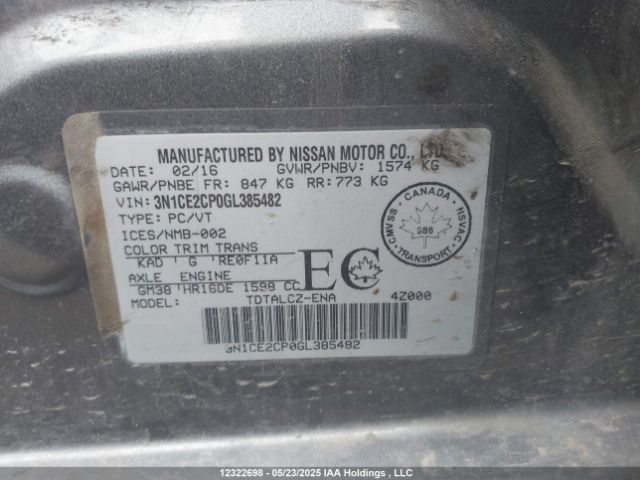 MANUFACTURED BY NISSAN MOTOR CO., LTD.
DATE: 02/16 GVWR/PNBV: 1574 KG
GAWR/PNBE FR: 847 KG RR: 773 KG
VIN: 3N1CE2CP0GL385482
TYPE: PC/VT
ICES/NMB-002
COLOR TRIM TRANS
KAD ' G ' RE0F11A
AXLE ENGINE
GM38 ' HR16DE 1598 CC
MODEL: TDTALCZ-ENA 4Z000
EC
CANADA
CMVSS NSVAC
986
TRANSPORT
3N1CE2CP0GL385482
12322698 - 05/23/2025 IAA Holdings , LLC